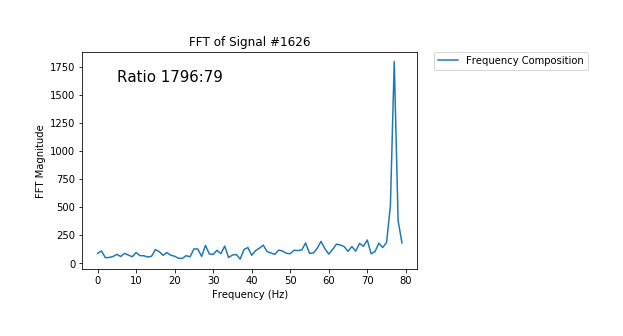 FFT of Signal #1626
Ratio 1796:79
Frequency Composition
FFT Magnitude
1750
1500
1250
1000
750
500
250
0
0 10 20 30 40 50 60 70 80
Frequency (Hz)